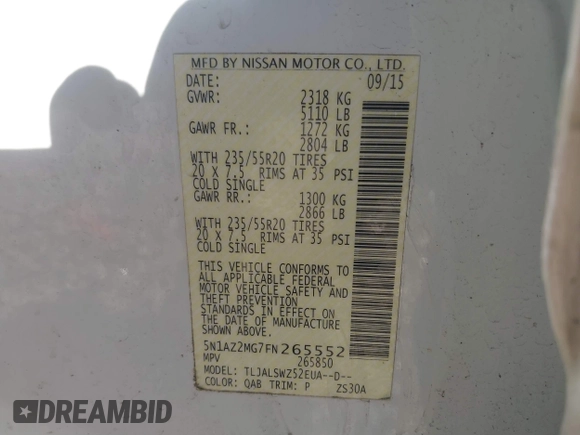 MFD BY NISSAN MOTOR CO., LTD.
DATE: 09/15
GVWR: 2318 KG
5110 LB
GAWR FR.: 1272 KG
2804 LB
WITH 235/55R20 TIRES
20 X 7.5 RIMS AT 35 PSI
COLD SINGLE
GAWR RR.: 1300 KG
2866 LB
WITH 235/55R20 TIRES
20 X 7.5 RIMS AT 35 PSI
COLD SINGLE
THIS VEHICLE CONFORMS TO
ALL APPLICABLE FEDERAL
MOTOR VEHICLE SAFETY AND
THEFT PREVENTION
STANDARDS IN EFFECT ON
THE DATE OF MANUFACTURE
SHOWN ABOVE.
5N1AZ2MG7FN265552
MPV 265850
MODEL: TLJALSWZ52EUA--D--
COLOR: QAB TRIM: P ZS30A
STATCAR.COM